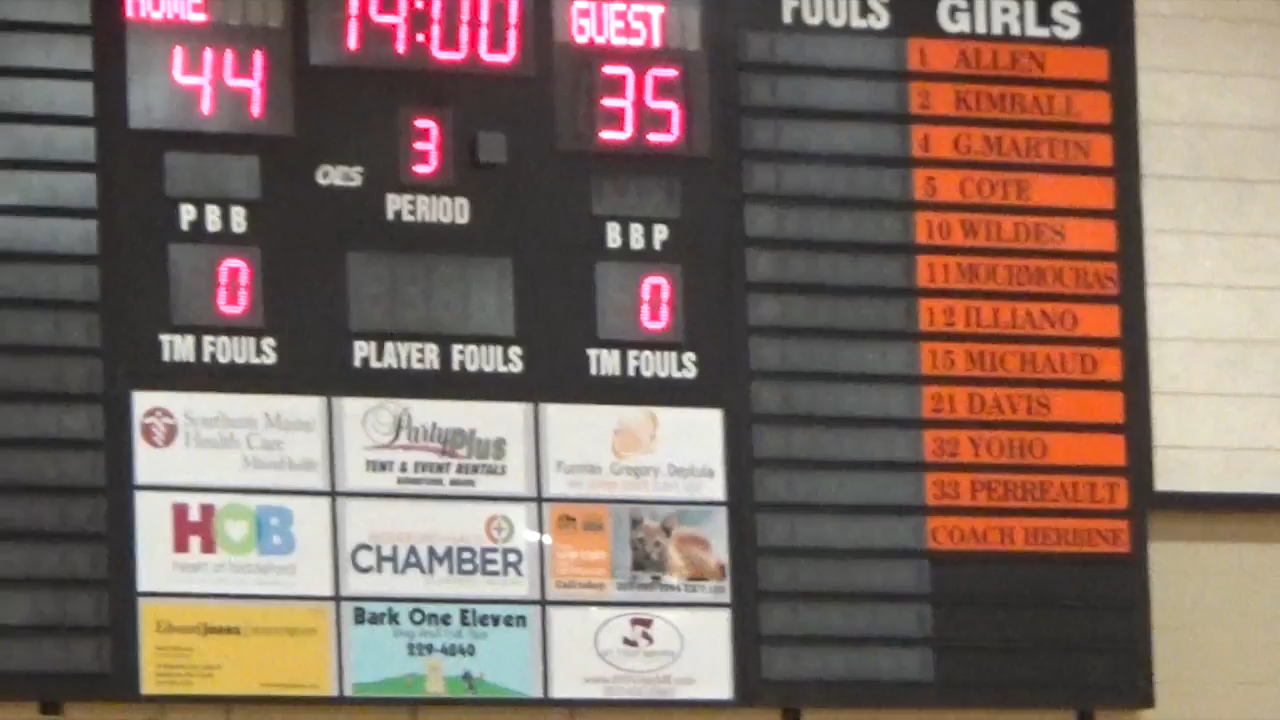 HOME
14:00
GUEST
44
35
OES
3
PERIOD
P B B
B B P
0
0
TM FOULS
PLAYER FOULS
TM FOULS
Southern Maine
Health Care
MaineHealth
Party Plus
TENT & EVENT RENTALS
HOB
CHAMBER
Bark One Eleven
229-4840
FOULS
GIRLS
1 ALLEN
2 KIMBALL
4 G.MARTIN
5 COTE
10 WILDES
11 MOURMOURAS
12 ILLIANO
15 MICHAUD
21 DAVIS
32 YOHO
33 PERREAULT
COACH HERBINE